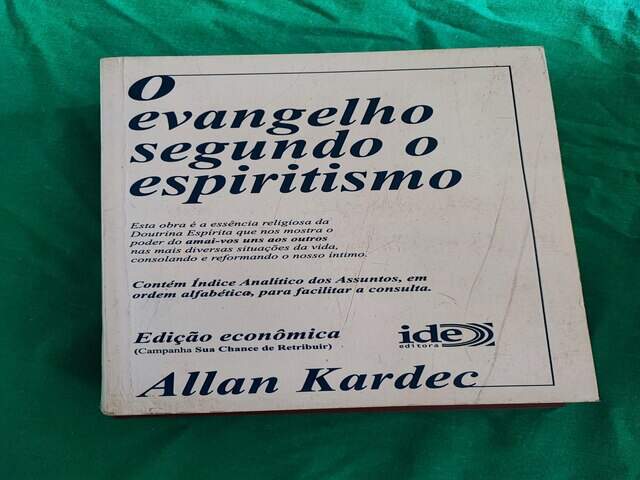 O
evangelho
segundo o
espiritismo
Esta obra é a essência religiosa da
Doutrina Espírita que nos mostra o
poder do amai-vos uns aos outros
nas mais diversas situações da vida,
consolando e reformando o nosso íntimo.
Contém Índice Analítico dos Assuntos, em
ordem alfabética, para facilitar a consulta.
Edição econômica
(Campanha Sua Chance de Retribuir)
ide
editora
Allan Kardec